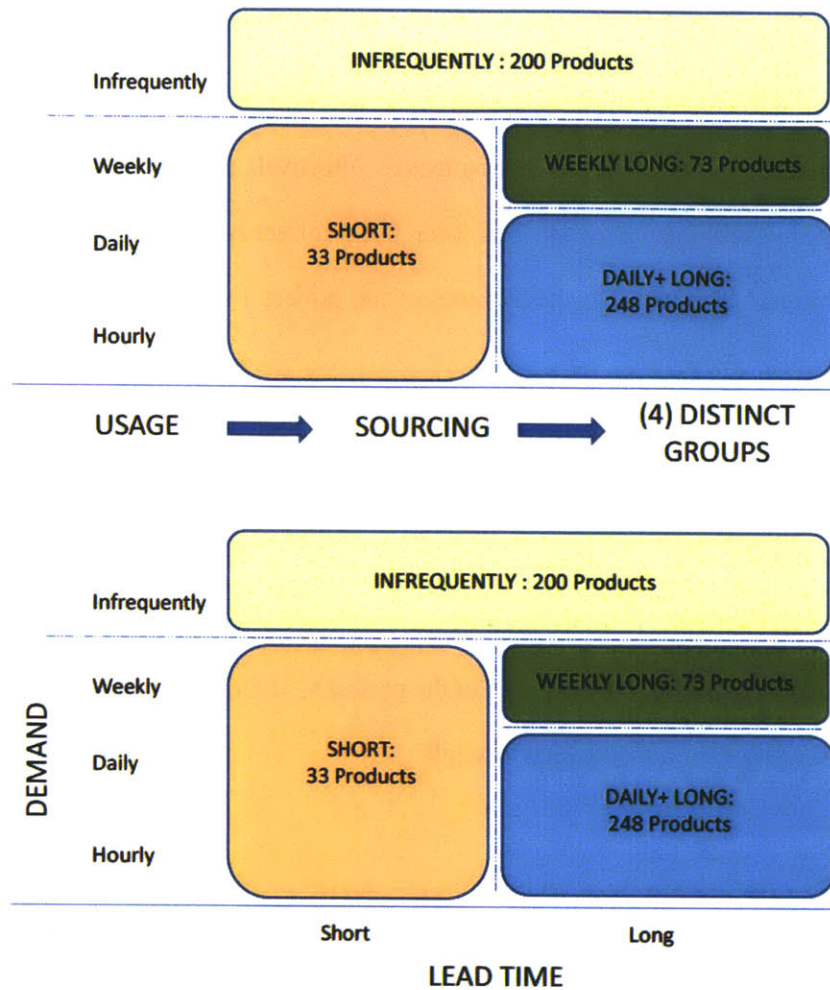 INFREQUENTLY : 200 Products
Infrequently
Weekly
WEEKLY LONG: 73 Products
Daily
SHORT:
33 Products
DAILY+ LONG:
248 Products
Hourly
USAGE
SOURCING
(4) DISTINCT
GROUPS
INFREQUENTLY : 200 Products
Infrequently
Weekly
WEEKLY LONG: 73 Products
DEMAND
Daily
SHORT:
33 Products
DAILY+ LONG:
248 Products
Hourly
Short
Long
LEAD TIME